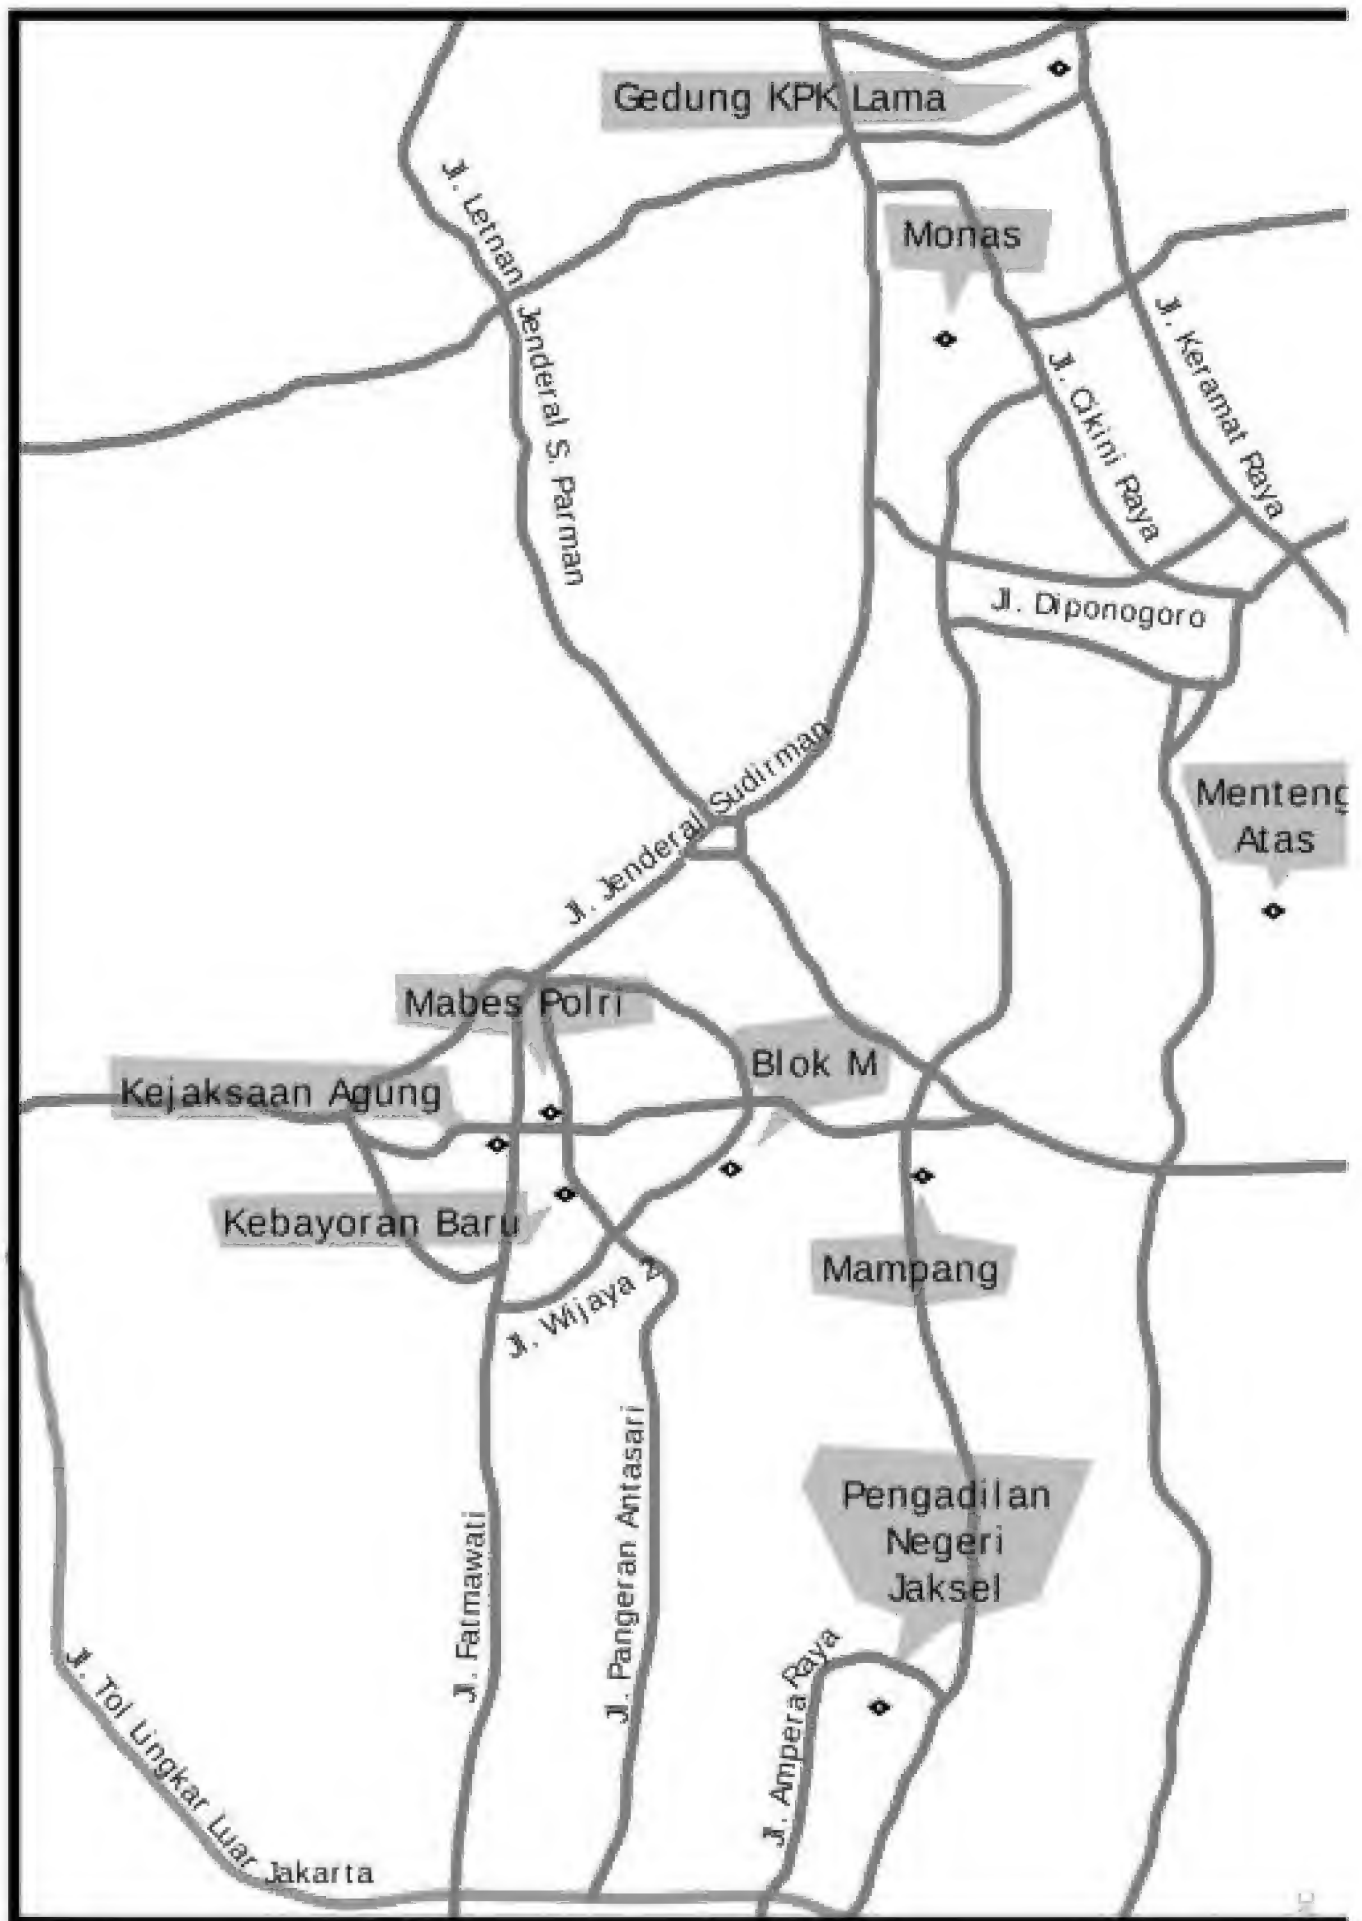 Gedung KPK Lama
Jl. Letnan Jenderal S. Parman
Monas
Jl. Keramat Raya
Jl. Cikini Raya
Jl. Diponogoro
Jl. Jenderal Sudirman
Menteng
Atas
Mabes Polri
Blok M
Kejaksaan Agung
Kebayoran Baru
Mampang
Jl. Wijaya 2
Jl. Pangeran Antasari
Pengadilan
Negeri
Jaksel
Jl. Fatmawati
Jl. Ampera Raya
Jl. Tol Lingkar Luar Jakarta